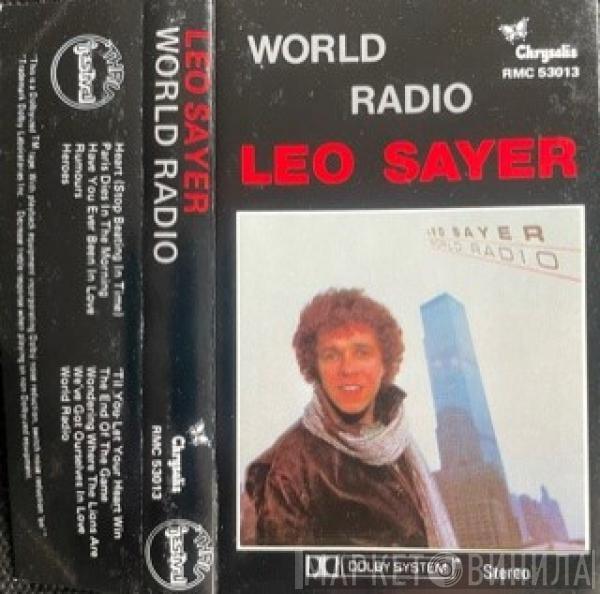 WORLD
RADIO
LEO SAYER
Chrysalis
RMC 53013
LEO SAYER
WORLD RADIO
DOLBY SYSTEM
Stereo
МАРКЕТ ВИНИЛА
LEO SAYER
WORLD RADIO
Chrysalis
RMC 53013
festival
festival
Heart (Stop Beating In Time)
Paris Dies In The Morning
Have You Ever Been In Love
Rumours
Heroes
'Til You Let Your Heart Win
The End Of The Game
Wondering Where The Lions Are
We've Got Ourselves In Love
World Radio